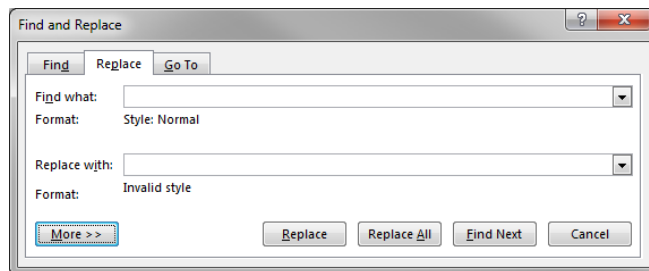 Find and Replace
Find Replace Go To
Find what:
Format: Style: Normal
Replace with:
Format: Invalid style
More >> Replace Replace All Find Next Cancel